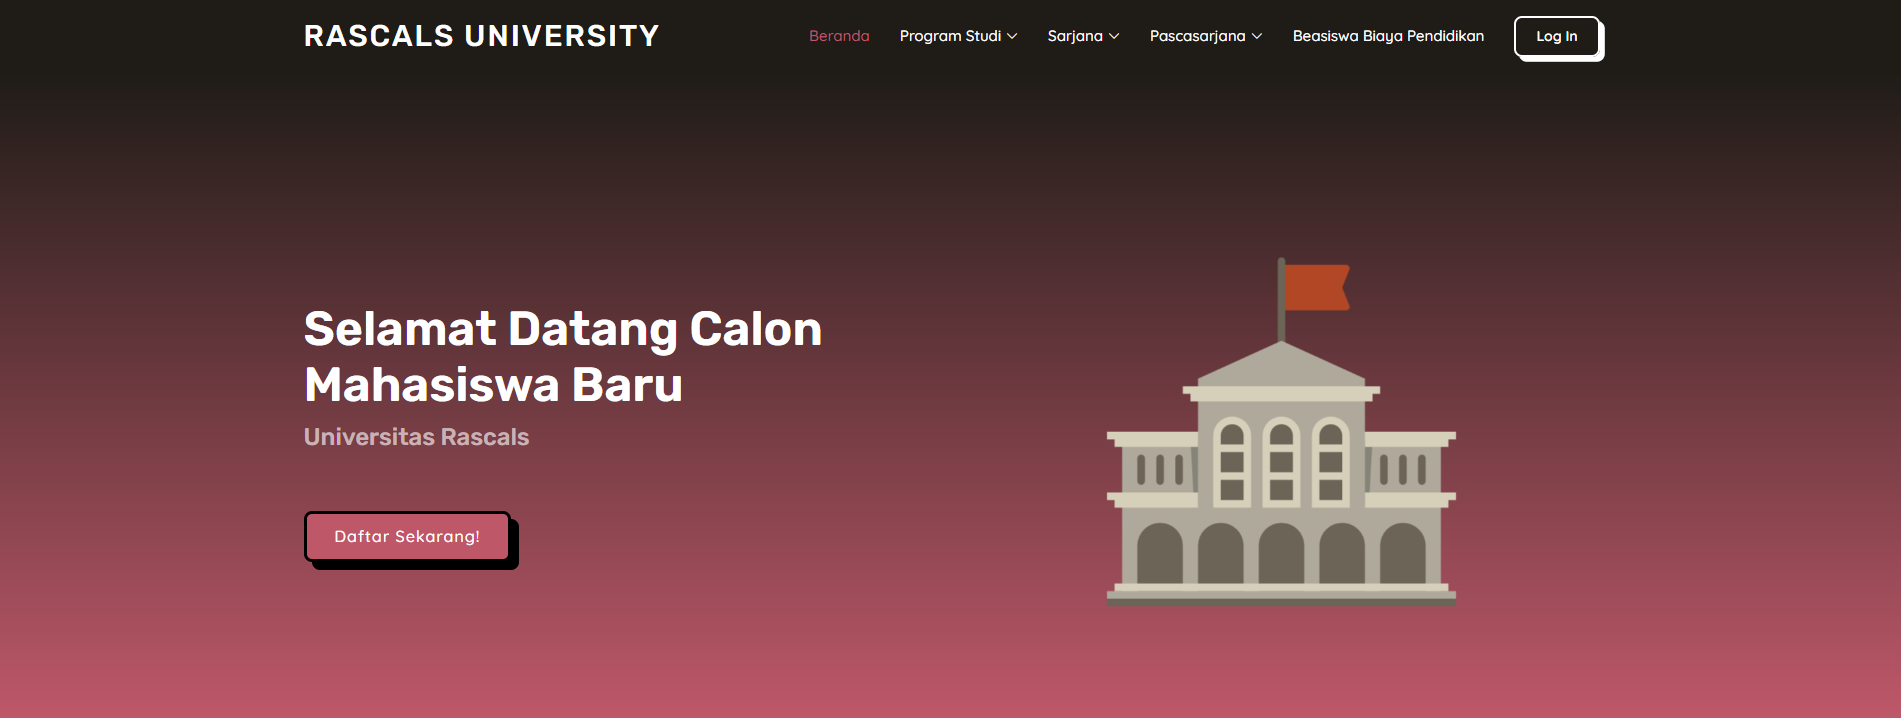 RASCALS UNIVERSITY
Beranda Program Studi Sarjana Pascasarjana Beasiswa Biaya Pendidikan Log In
Selamat Datang Calon
Mahasiswa Baru
Universitas Rascals
Daftar Sekarang!